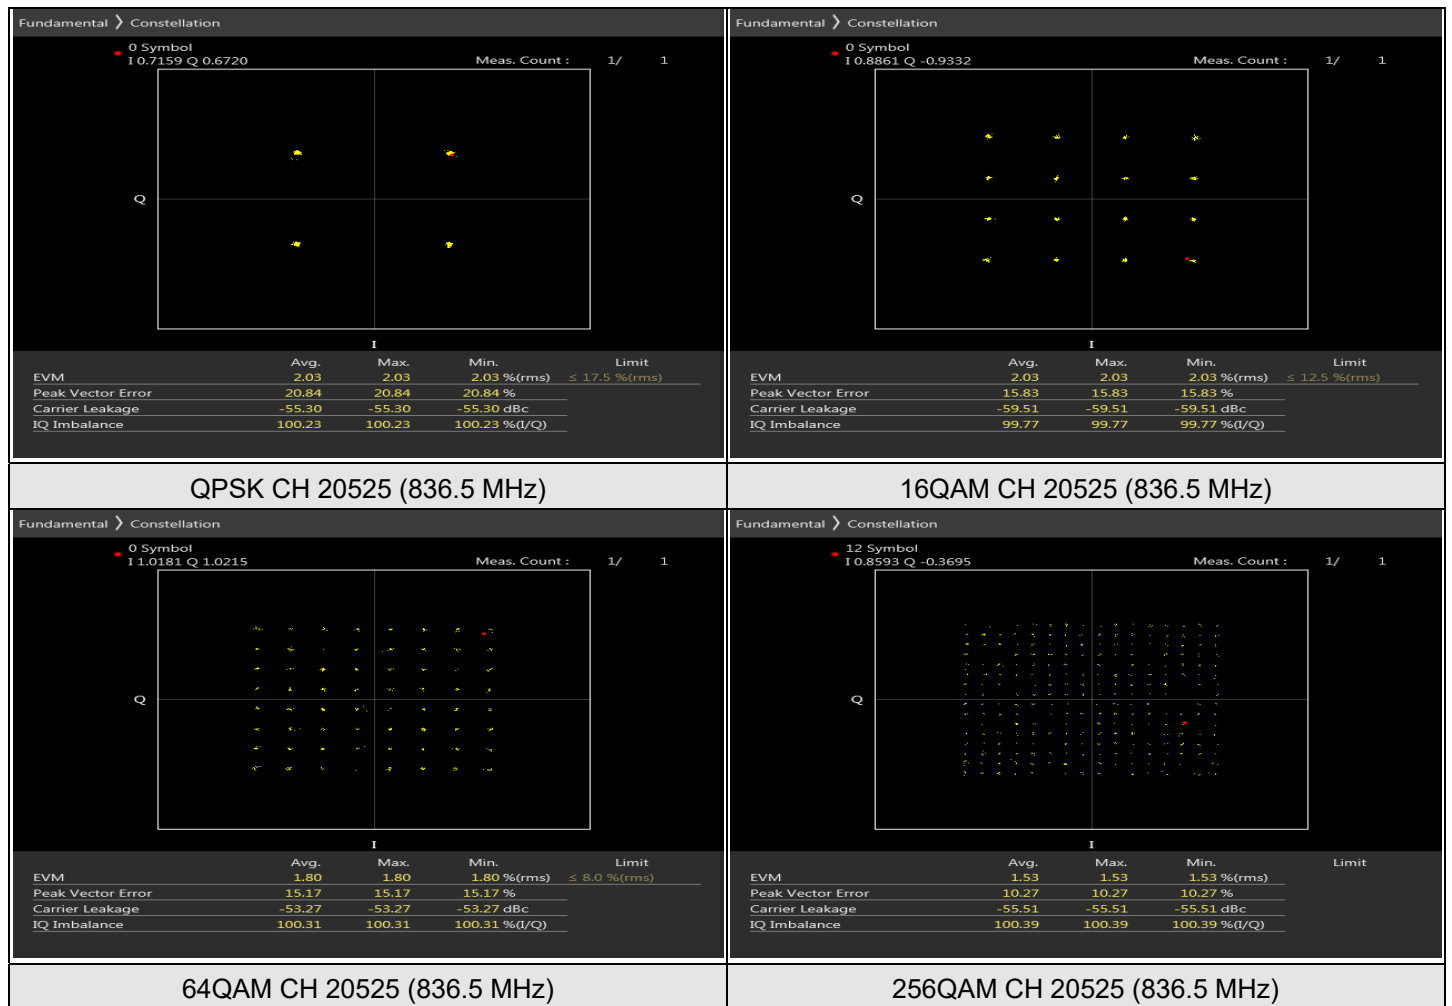 Fundamental ❯ Constellation
0 Symbol
I 0.7159 Q 0.6720 Meas. Count : 1/ 1
Q
I
Avg. Max. Min. Limit
EVM 2.03 2.03 2.03 %(rms) ≤ 17.5 %(rms)
Peak Vector Error 20.84 20.84 20.84 %
Carrier Leakage -55.30 -55.30 -55.30 dBc
IQ Imbalance 100.23 100.23 100.23 %(I/Q)
QPSK CH 20525 (836.5 MHz)
Fundamental ❯ Constellation
0 Symbol
I 0.8861 Q -0.9332 Meas. Count : 1/ 1
Q
I
Avg. Max. Min. Limit
EVM 2.03 2.03 2.03 %(rms) ≤ 12.5 %(rms)
Peak Vector Error 15.83 15.83 15.83 %
Carrier Leakage -59.51 -59.51 -59.51 dBc
IQ Imbalance 99.77 99.77 99.77 %(I/Q)
16QAM CH 20525 (836.5 MHz)
Fundamental ❯ Constellation
0 Symbol
I 1.0181 Q 1.0215 Meas. Count : 1/ 1
Q
I
Avg. Max. Min. Limit
EVM 1.80 1.80 1.80 %(rms) ≤ 8.0 %(rms)
Peak Vector Error 15.17 15.17 15.17 %
Carrier Leakage -53.27 -53.27 -53.27 dBc
IQ Imbalance 100.31 100.31 100.31 %(I/Q)
64QAM CH 20525 (836.5 MHz)
Fundamental ❯ Constellation
12 Symbol
I 0.8593 Q -0.3695 Meas. Count : 1/ 1
Q
I
Avg. Max. Min. Limit
EVM 1.53 1.53 1.53 %(rms)
Peak Vector Error 10.27 10.27 10.27 %
Carrier Leakage -55.51 -55.51 -55.51 dBc
IQ Imbalance 100.39 100.39 100.39 %(I/Q)
256QAM CH 20525 (836.5 MHz)